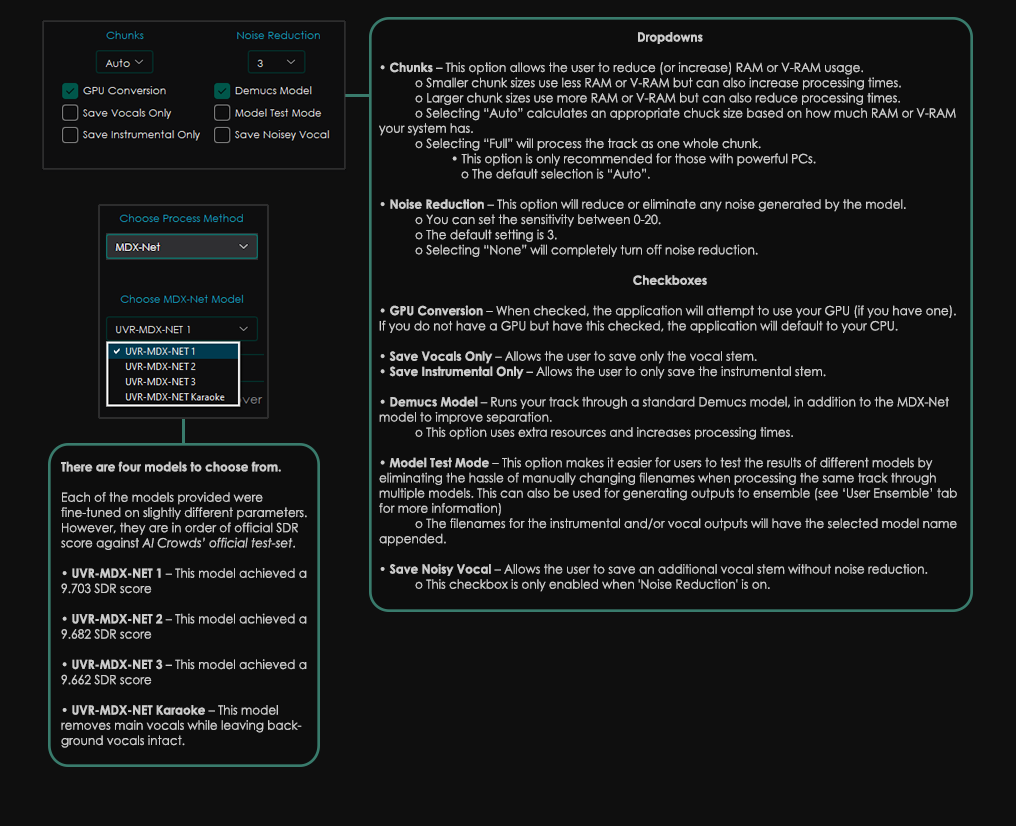 Chunks
Noise Reduction
Auto
3
GPU Conversion
Demucs Model
Save Vocals Only
Model Test Mode
Save Instrumental Only
Save Noisey Vocal
Dropdowns
• Chunks – This option allows the user to reduce (or increase) RAM or V-RAM usage.
o Smaller chunk sizes use less RAM or V-RAM but can also increase processing times.
o Larger chunk sizes use more RAM or V-RAM but can also reduce processing times.
o Selecting “Auto” calculates an appropriate chuck size based on how much RAM or V-RAM
your system has.
o Selecting “Full” will process the track as one whole chunk.
• This option is only recommended for those with powerful PCs.
o The default selection is “Auto”.
• Noise Reduction – This option will reduce or eliminate any noise generated by the model.
o You can set the sensitivity between 0-20.
o The default setting is 3.
o Selecting “None” will completely turn off noise reduction.
Checkboxes
• GPU Conversion – When checked, the application will attempt to use your GPU (if you have one).
If you do not have a GPU but have this checked, the application will default to your CPU.
• Save Vocals Only – Allows the user to save only the vocal stem.
• Save Instrumental Only – Allows the user to only save the instrumental stem.
• Demucs Model – Runs your track through a standard Demucs model, in addition to the MDX-Net
model to improve separation.
o This option uses extra resources and increases processing times.
• Model Test Mode – This option makes it easier for users to test the results of different models by
eliminating the hassle of manually changing filenames when processing the same track through
multiple models. This can also be used for generating outputs to ensemble (see ‘User Ensemble’ tab
for more information)
o The filenames for the instrumental and/or vocal outputs will have the selected model name
appended.
• Save Noisy Vocal – Allows the user to save an additional vocal stem without noise reduction.
o This checkbox is only enabled when 'Noise Reduction' is on.
Choose Process Method
MDX-Net
Choose MDX-Net Model
UVR-MDX-NET 1
UVR-MDX-NET 1
UVR-MDX-NET 2
UVR-MDX-NET 3
UVR-MDX-NET Karaoke
ver
There are four models to choose from.
Each of the models provided were
fine-tuned on slightly different parameters.
However, they are in order of official SDR
score against AI Crowds' official test-set.
• UVR-MDX-NET 1 – This model achieved a
9.703 SDR score
• UVR-MDX-NET 2 – This model achieved a
9.682 SDR score
• UVR-MDX-NET 3 – This model achieved a
9.662 SDR score
• UVR-MDX-NET Karaoke – This model
removes main vocals while leaving back-
ground vocals intact.